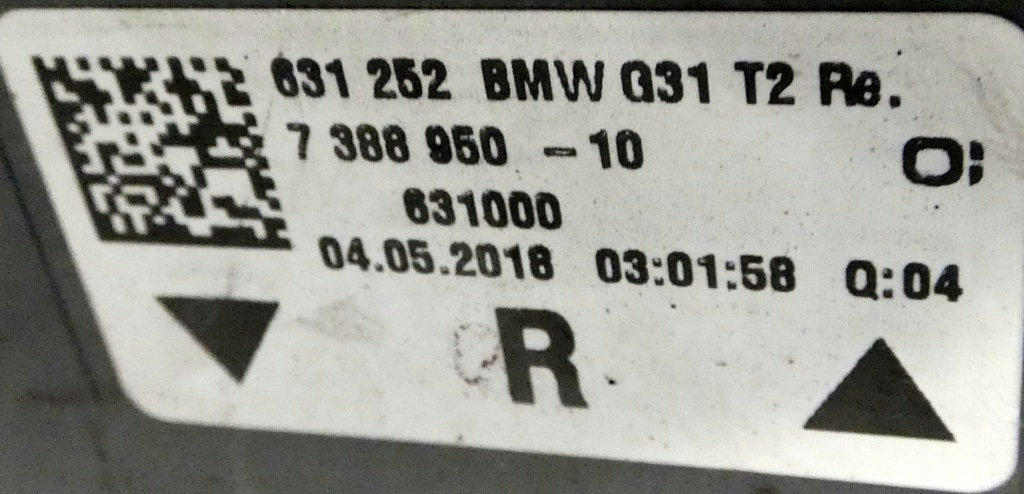 631 252 BMW G31 T2 Re.
7 388 950 - 10
631000
04.05.2018 03:01:58 Q:04
R